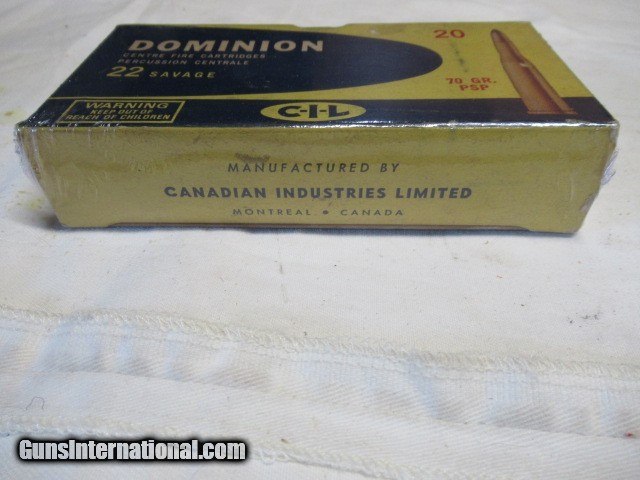 DOMINION
CENTRE FIRE CARTRIDGES
PERCUSSION CENTRALE
22 SAVAGE
20
70 GR.
PSP
WARNING
KEEP OUT OF
REACH OF CHILDREN
C-I-L
MANUFACTURED BY
CANADIAN INDUSTRIES LIMITED
MONTREAL • CANADA
GunsInternational.com